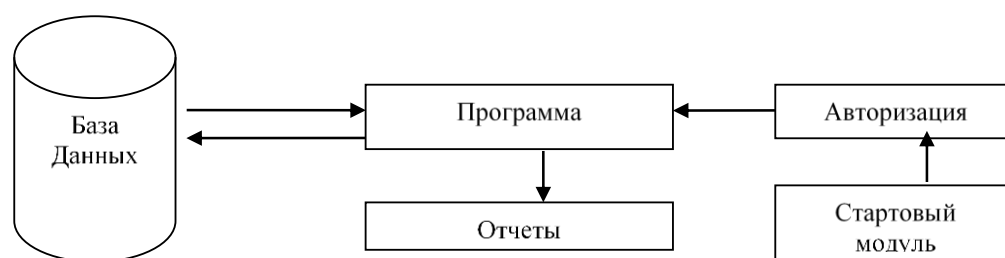 База
Данных
Программа
Авторизация
Отчеты
Стартовый
модуль